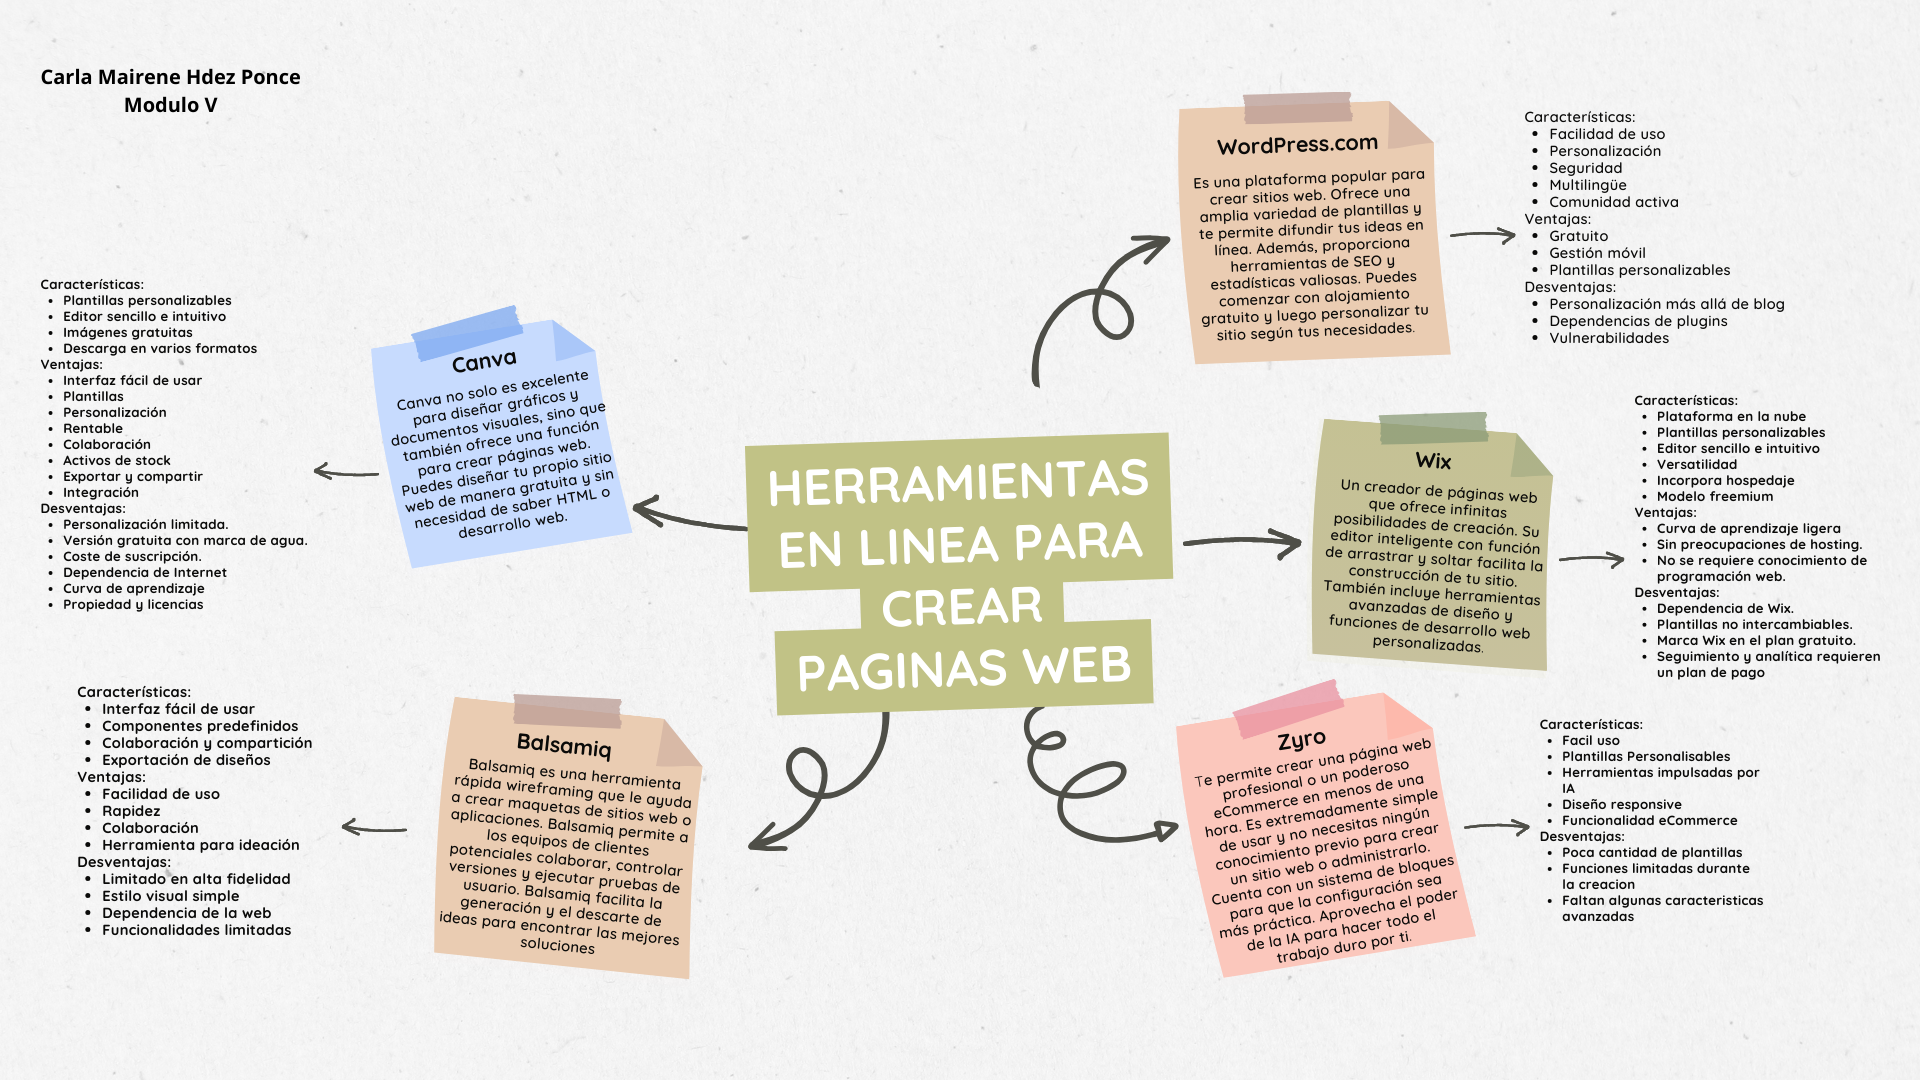 Carla Mairene Hdez Ponce
Modulo V
HERRAMIENTAS
EN LINEA PARA
CREAR
PAGINAS WEB
Canva
Canva no solo es excelente
para diseñar gráficos y
documentos visuales, sino que
también ofrece una función
para crear páginas web.
Puedes diseñar tu propio sitio
web de manera gratuita y sin
necesidad de saber HTML o
desarrollo web.
Características:
• Plantillas personalizables
• Editor sencillo e intuitivo
• Imágenes gratuitas
• Descarga en varios formatos
Ventajas:
• Interfaz fácil de usar
• Plantillas
• Personalización
• Rentable
• Colaboración
• Activos de stock
• Exportar y compartir
• Integración
Desventajas:
• Personalización limitada.
• Versión gratuita con marca de agua.
• Coste de suscripción.
• Dependencia de Internet
• Curva de aprendizaje
• Propiedad y licencias
Balsamiq
Balsamiq es una herramienta
rápida wireframing que le ayuda
a crear maquetas de sitios web o
aplicaciones. Balsamiq permite a
los equipos de clientes
potenciales colaborar, controlar
versiones y ejecutar pruebas de
usuario. Balsamiq facilita la
generación y el descarte de
ideas para encontrar las mejores
soluciones
Características:
• Interfaz fácil de usar
• Componentes predefinidos
• Colaboración y compartición
• Exportación de diseños
Ventajas:
• Facilidad de uso
• Rapidez
• Colaboración
• Herramienta para ideación
Desventajas:
• Limitado en alta fidelidad
• Estilo visual simple
• Dependencia de la web
• Funcionalidades limitadas
WordPress.com
Es una plataforma popular para
crear sitios web. Ofrece una
amplia variedad de plantillas y
te permite difundir tus ideas en
línea. Además, proporciona
herramientas de SEO y
estadísticas valiosas. Puedes
comenzar con alojamiento
gratuito y luego personalizar tu
sitio según tus necesidades.
Características:
• Facilidad de uso
• Personalización
• Seguridad
• Multilingüe
• Comunidad activa
Ventajas:
• Gratuito
• Gestión móvil
• Plantillas personalizables
Desventajas:
• Personalización más allá de blog
• Dependencias de plugins
• Vulnerabilidades
Wix
Un creador de páginas web
que ofrece infinitas
posibilidades de creación. Su
editor inteligente con función
de arrastrar y soltar facilita la
construcción de tu sitio.
También incluye herramientas
avanzadas de diseño y
funciones de desarrollo web
personalizadas.
Características:
• Plataforma en la nube
• Plantillas personalizables
• Editor sencillo e intuitivo
• Versatilidad
• Incorpora hospedaje
• Modelo freemium
Ventajas:
• Curva de aprendizaje ligera
• Sin preocupaciones de hosting.
• No se requiere conocimiento de
programación web.
Desventajas:
• Dependencia de Wix.
• Plantillas no intercambiables.
• Marca Wix en el plan gratuito.
• Seguimiento y analítica requieren
un plan de pago
Zyro
Te permite crear una página web
profesional o un poderoso
eCommerce en menos de una
hora. Es extremadamente simple
de usar y no necesitas ningún
conocimiento previo para crear
un sitio web o administrarlo.
Cuenta con un sistema de bloques
para que la configuración sea
más práctica. Aprovecha el poder
de la IA para hacer todo el
trabajo duro por ti.
Características:
• Facil uso
• Plantillas Personalisables
• Herramientas impulsadas por
IA
• Diseño responsive
• Funcionalidad eCommerce
Desventajas:
• Poca cantidad de plantillas
• Funciones limitadas durante
la creacion
• Faltan algunas caracteristicas
avanzadas